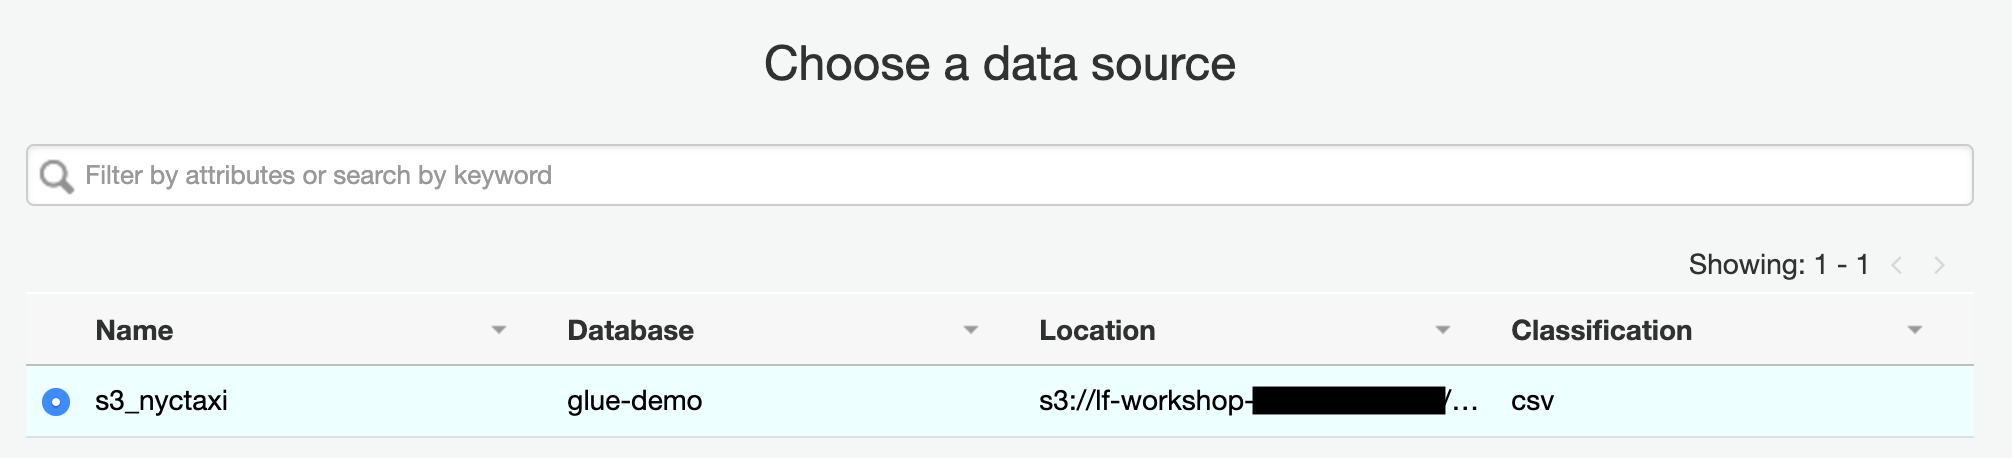 Choose a data source
Filter by attributes or search by keyword
Showing: 1 - 1
Name Database Location Classification
s3_nyctaxi glue-demo s3://lf-workshop- /... csv